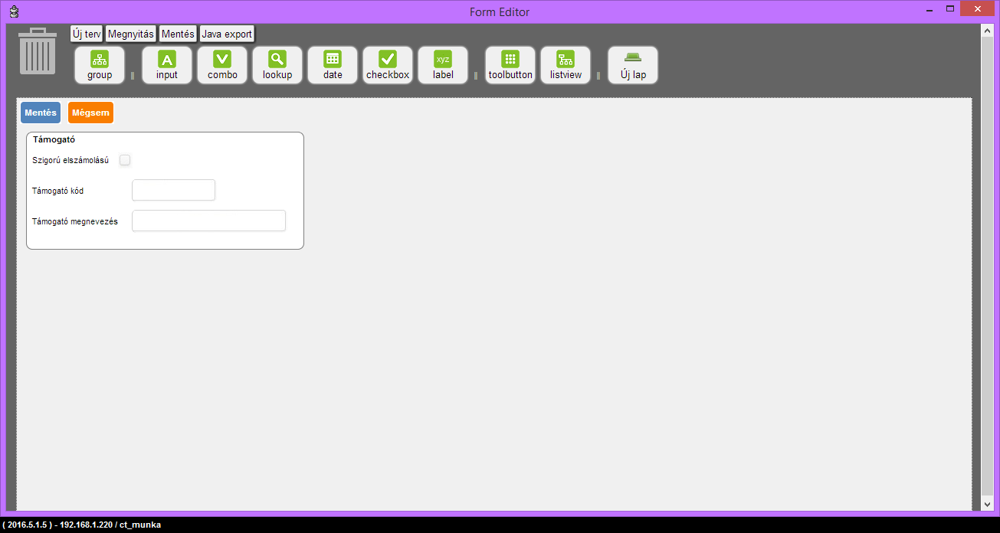 Form Editor
Új terv Megnyitás Mentés Java export
group input combo lookup date checkbox xyz label toolbutton listview Új lap
Mentés Mégsem
Támogató
Szigorú elszámolású
Támogató kód
Támogató megnevezés
( 2016.5.1.5 ) - 192.168.1.220 / ct_munka